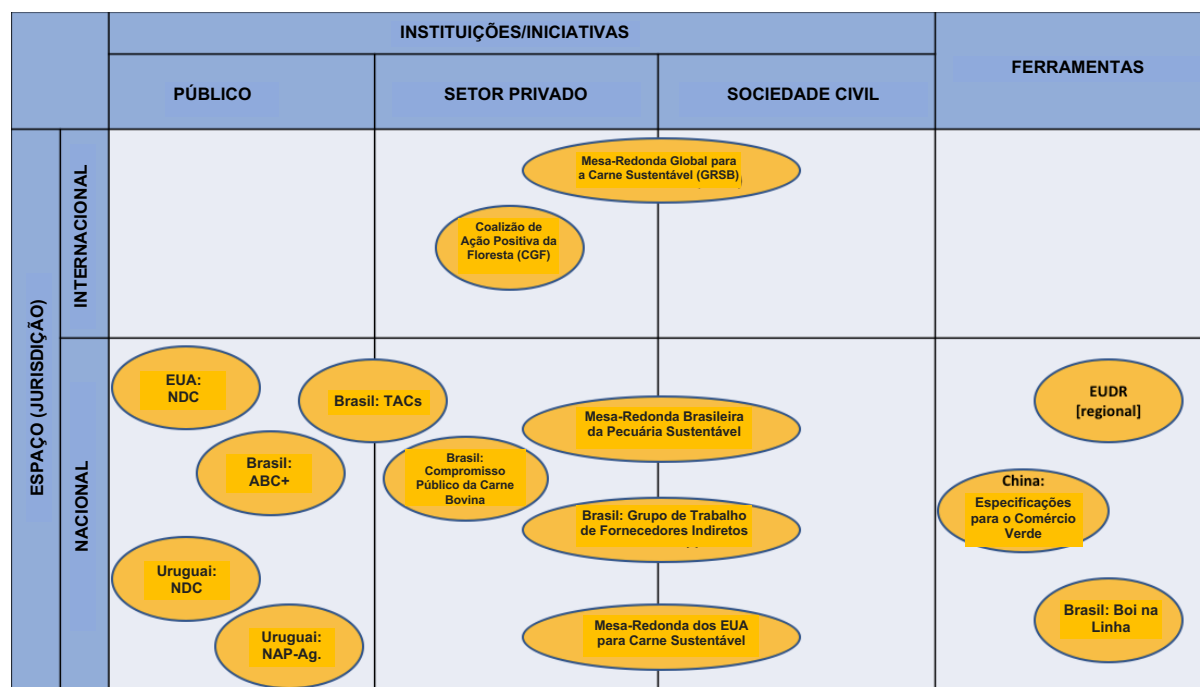 INSTITUIÇÕES/INICIATIVAS
FERRAMENTAS
PÚBLICO
SETOR PRIVADO
SOCIEDADE CIVIL
ESPAÇO (JURISDIÇÃO)
INTERNACIONAL
Mesa-Redonda Global para
a Carne Sustentável (GRSB)
Coalizão de
Ação Positiva da
Floresta (CGF)
NACIONAL
EUA:
NDC
Brasil: TACs
Brasil:
ABC+
Brasil:
Compromisso
Público da Carne
Bovina
Mesa-Redonda Brasileira
da Pecuária Sustentável
Brasil: Grupo de Trabalho
de Fornecedores Indiretos
Uruguai:
NDC
Uruguai:
NAP-Ag.
Mesa-Redonda dos EUA
para Carne Sustentável
EUDR
[regional]
China:
Especificações
para o Comércio
Verde
Brasil: Boi na
Linha